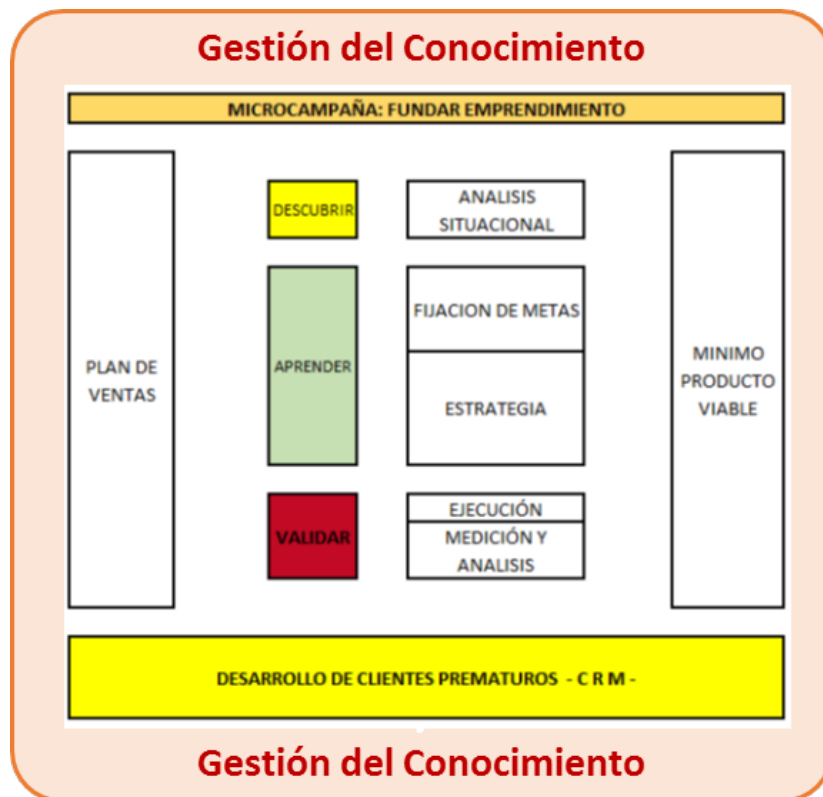 Gestión del Conocimiento
MICROCAMPAÑA: FUNDAR EMPRENDIMIENTO
PLAN DE
VENTAS
DESCUBRIR
ANALISIS
SITUACIONAL
APRENDER
FIJACION DE METAS
ESTRATEGIA
VALIDAR
EJECUCIÓN
MEDICIÓN Y
ANALISIS
MINIMO
PRODUCTO
VIABLE
DESARROLLO DE CLIENTES PREMATUROS - C R M -
Gestión del Conocimiento